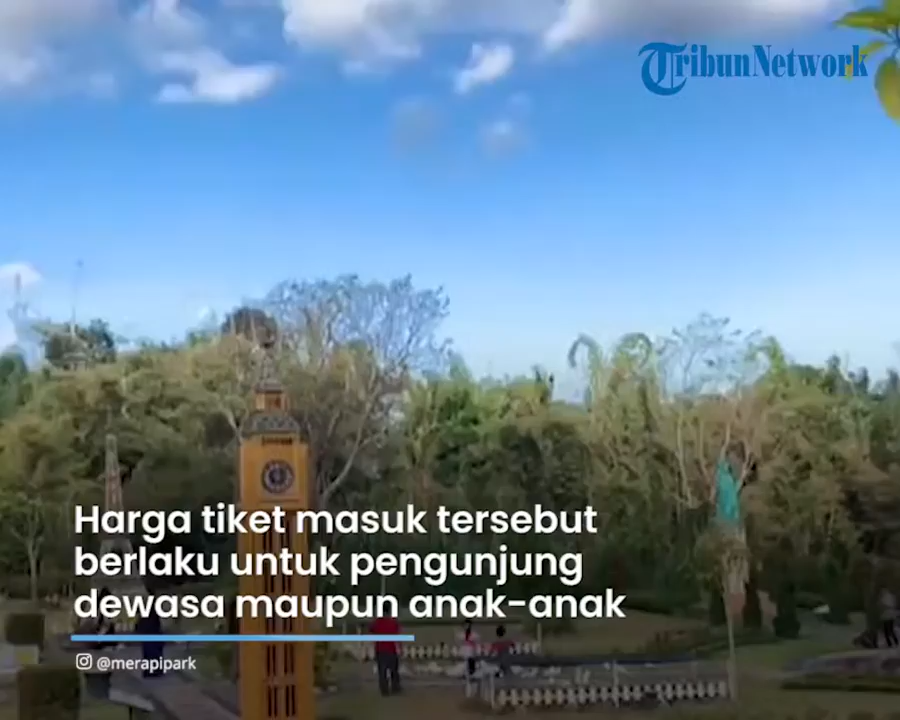 TribunNetwork
Harga tiket masuk tersebut
berlaku untuk pengunjung
dewasa maupun anak-anak
@merapipark